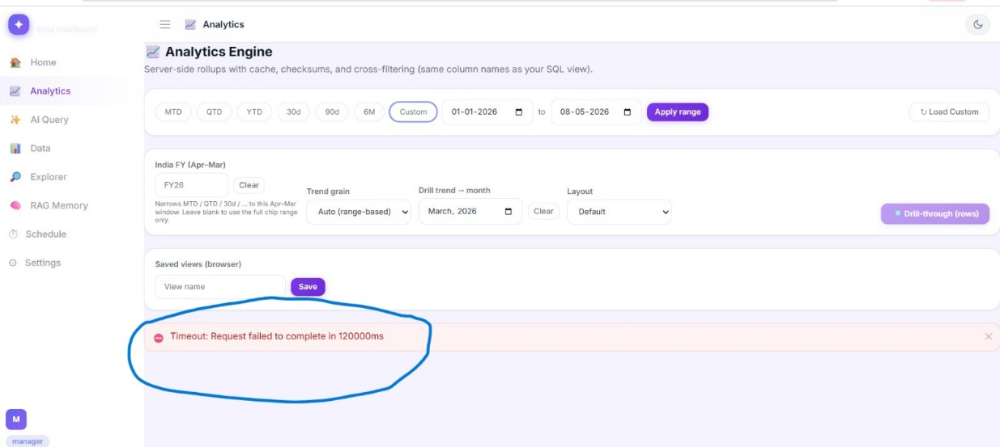 Data Dashboard
Home
Analytics
AI Query
Data
Explorer
RAG Memory
Schedule
Settings
M
manager
Analytics
Analytics Engine
Server-side rollups with cache, checksums, and cross-filtering (same column names as your SQL view).
MTD QTD YTD 30d 90d 6M Custom 01-01-2026 to 08-05-2026 Apply range ↻ Load Custom
India FY (Apr–Mar)
FY26 Clear
Narrows MTD / QTD / 30d / ... to this Apr–Mar
window. Leave blank to use the full chip range
only.
Trend grain
Auto (range-based)
Drill trend → month
March, 2026 Clear
Layout
Default
Drill-through (rows)
Saved views (browser)
View name Save
Timeout: Request failed to complete in 120000ms